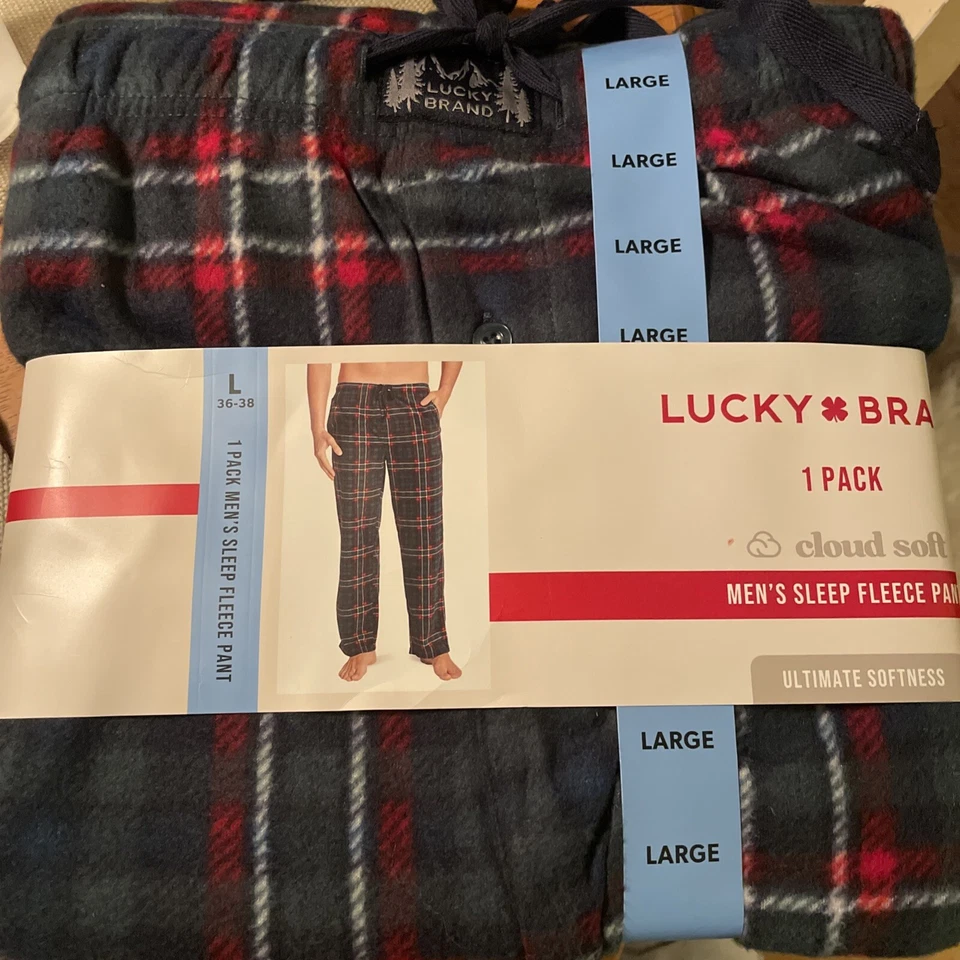 LUCKY
BRAND
LARGE
LARGE
LARGE
LARGE
L
36-38
1 PACK MEN'S SLEEP FLEECE PANT
LUCKY BRA
1 PACK
cloud soft
MEN'S SLEEP FLEECE PAN
ULTIMATE SOFTNESS
LARGE
LARGE